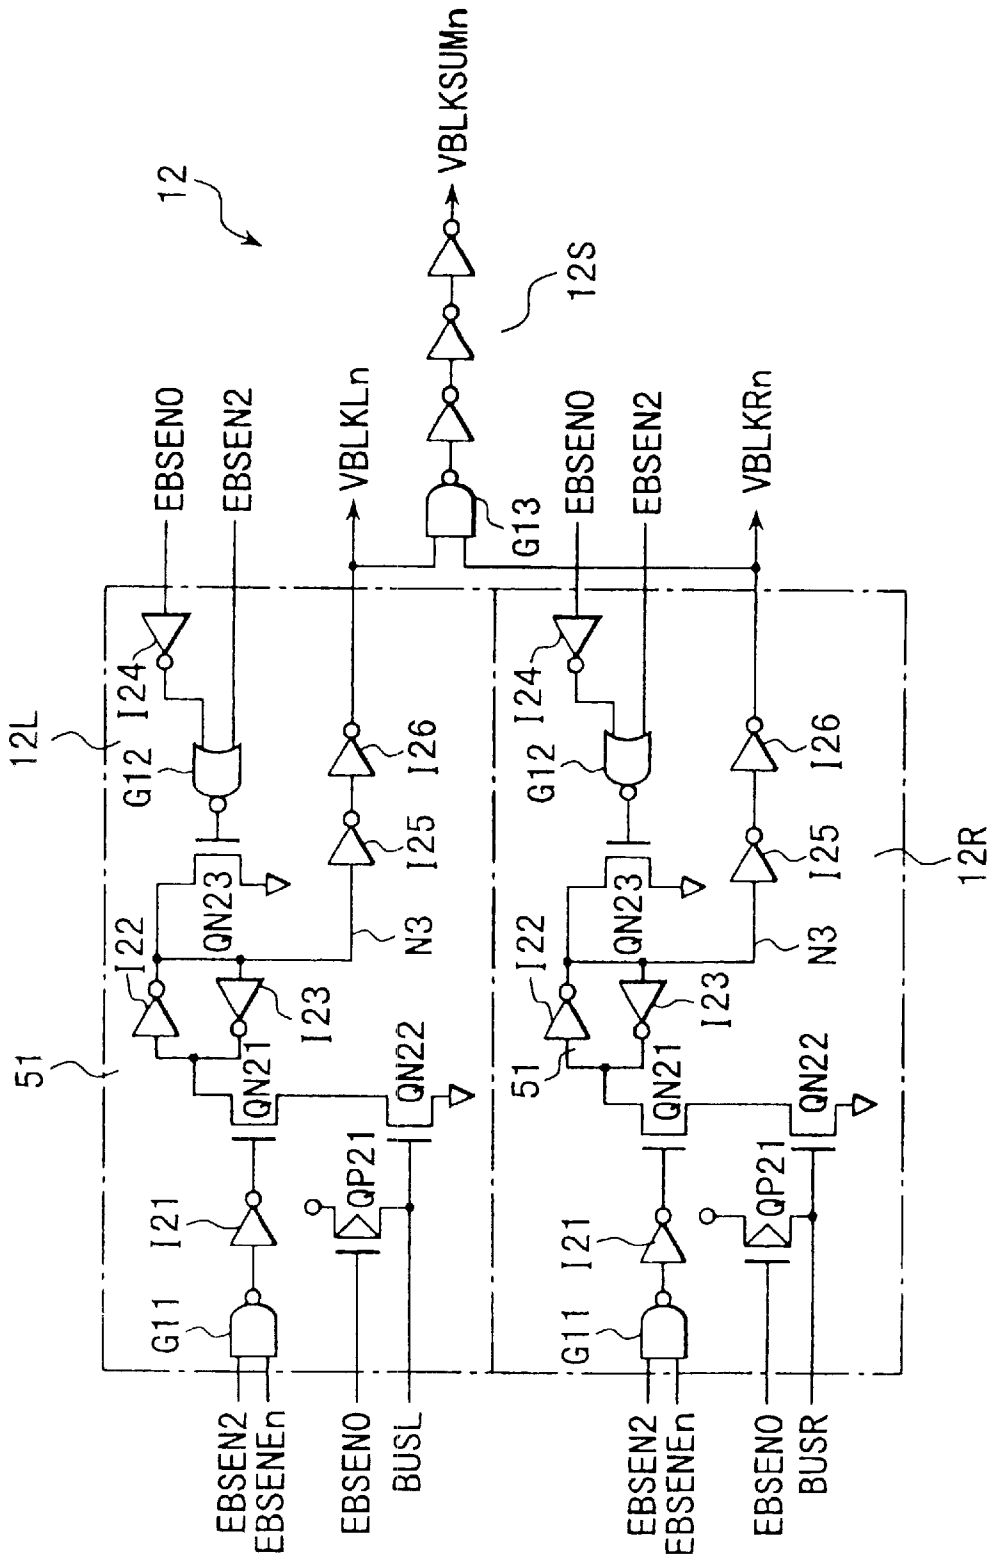 12
12L
51
EBSEN2
EBSENEn
G11
I21
QN21
I22
I23
EBSEN0
QP21
BUSL
QN22
QN23
G12
I24
EBSEN0
EBSEN2
N3
I25
I26
VBLKLn
G13
12S
VBLKSUMn
EBSEN2
EBSENEn
G11
I21
QN21
51
I22
I23
EBSEN0
QP21
BUSR
QN22
QN23
G12
I24
EBSEN0
EBSEN2
N3
I25
I26
VBLKRn
12R